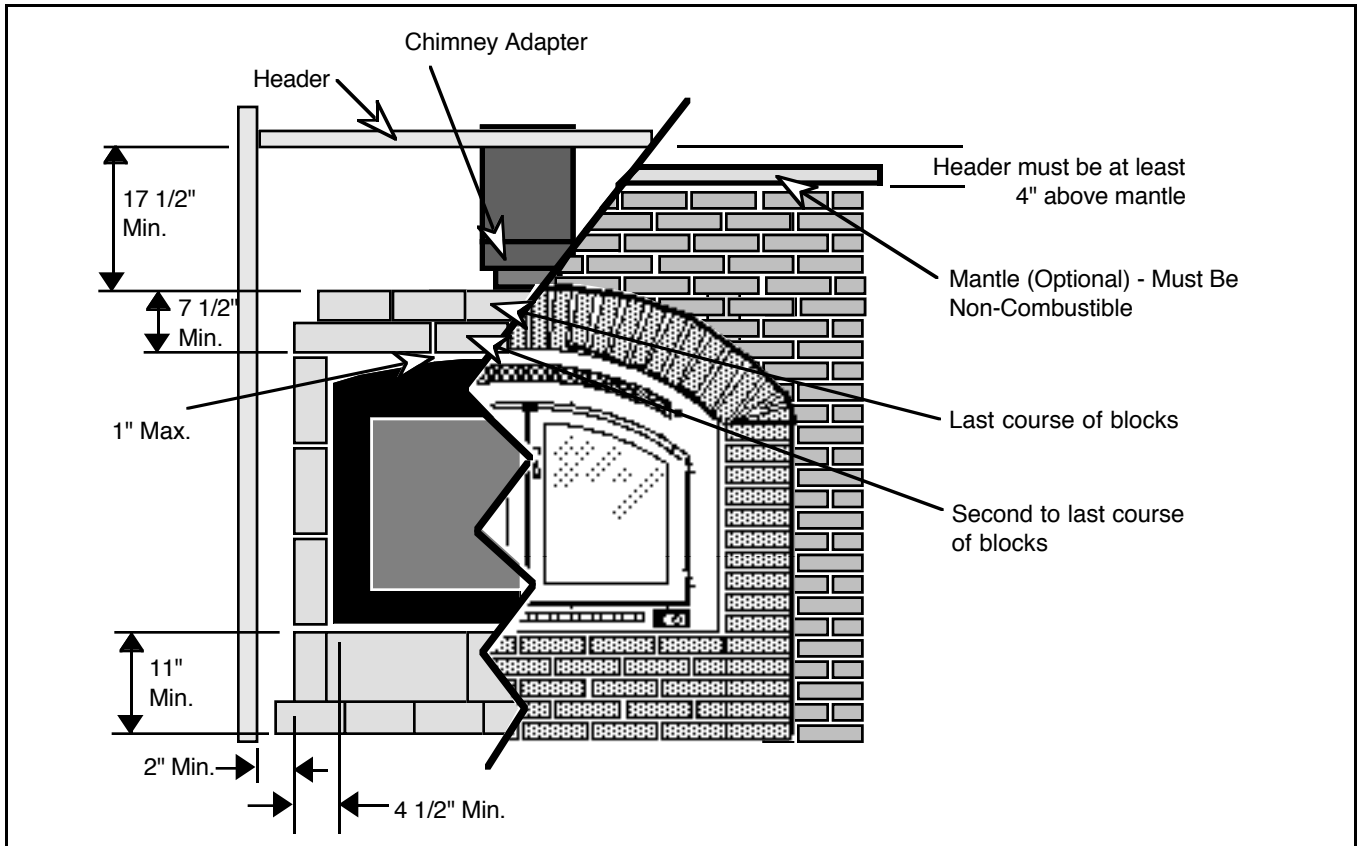 Chimney Adapter
Header
Header must be at least
4" above mantle
17 1/2"
Min.
Mantle (Optional) - Must Be
Non-Combustible
7 1/2"
Min.
Last course of blocks
1" Max.
Second to last course
of blocks
11"
Min.
2" Min.
4 1/2" Min.